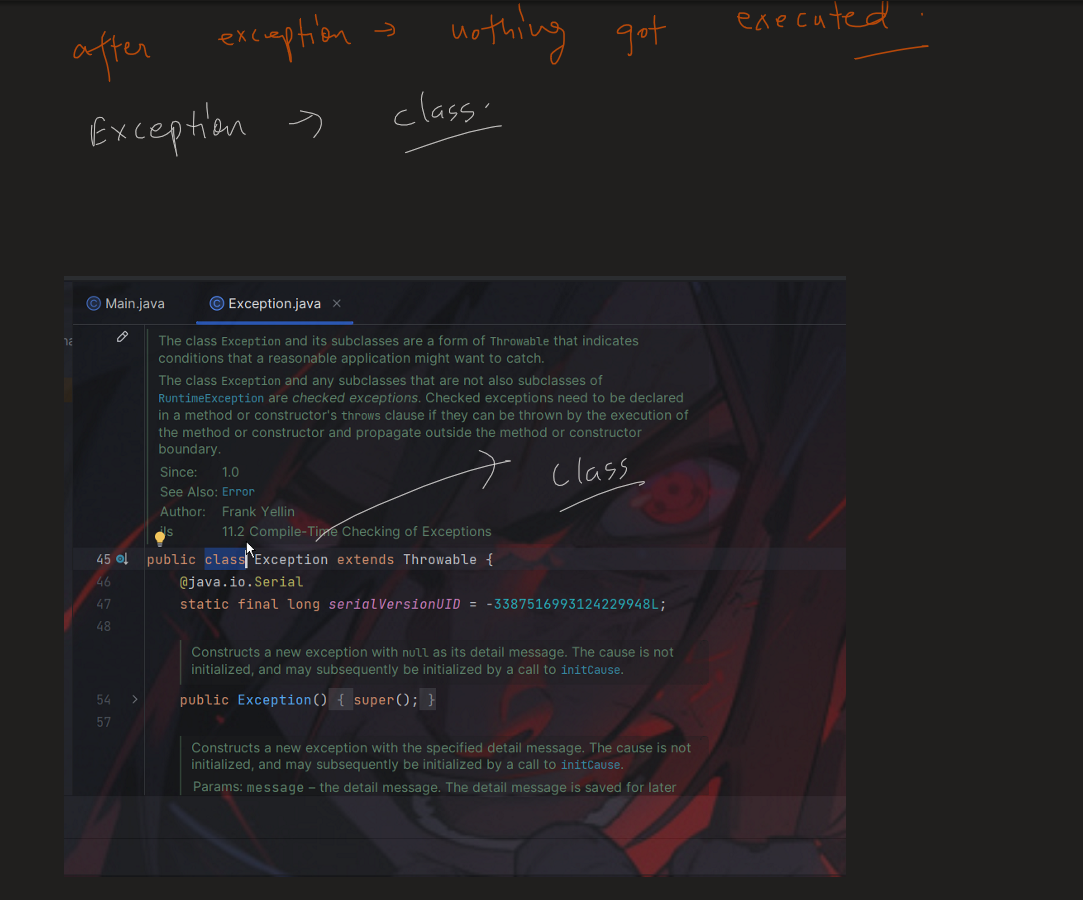 after exception → nothing got executed.
Exception → class.
Main.java Exception.java ×
The class Exception and its subclasses are a form of Throwable that indicates
conditions that a reasonable application might want to catch.
The class Exception and any subclasses that are not also subclasses of
RuntimeException are checked exceptions. Checked exceptions need to be declared
in a method or constructor's throws clause if they can be thrown by the execution of
the method or constructor and propagate outside the method or constructor
boundary.
class
Since: 1.0
See Also: Error
Author: Frank Yellin
jls 11.2 Compile-Time Checking of Exceptions
45 public class Exception extends Throwable {
46 @java.io.Serial
47 static final long serialVersionUID = -3387516993124229948L;
48
Constructs a new exception with null as its detail message. The cause is not
initialized, and may subsequently be initialized by a call to initCause.
54 public Exception() { super(); }
57
Constructs a new exception with the specified detail message. The cause is not
initialized, and may subsequently be initialized by a call to initCause.
Params: message – the detail message. The detail message is saved for later